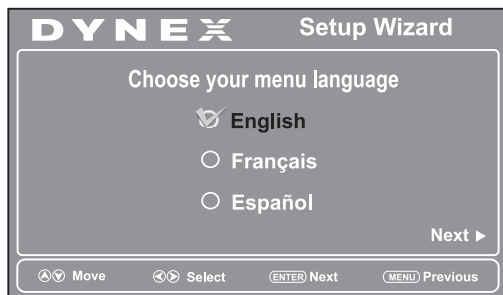 DYNEX Setup Wizard
Choose your menu language
English
Français
Español
Next
Move Select ENTER Next MENU Previous